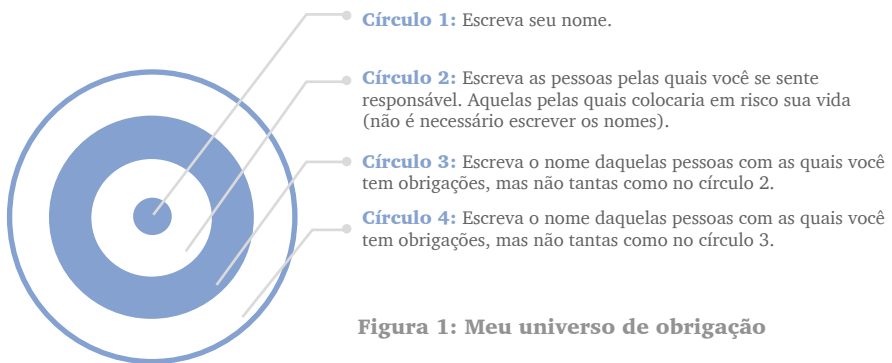 Círculo 1: Escreva seu nome.
Círculo 2: Escreva as pessoas pelas quais você se sente
responsável. Aquelas pelas quais colocaria em risco sua vida
(não é necessário escrever os nomes).
Círculo 3: Escreva o nome daquelas pessoas com as quais você
tem obrigações, mas não tantas como no círculo 2.
Círculo 4: Escreva o nome daquelas pessoas com as quais você
tem obrigações, mas não tantas como no círculo 3.
Figura 1: Meu universo de obrigação